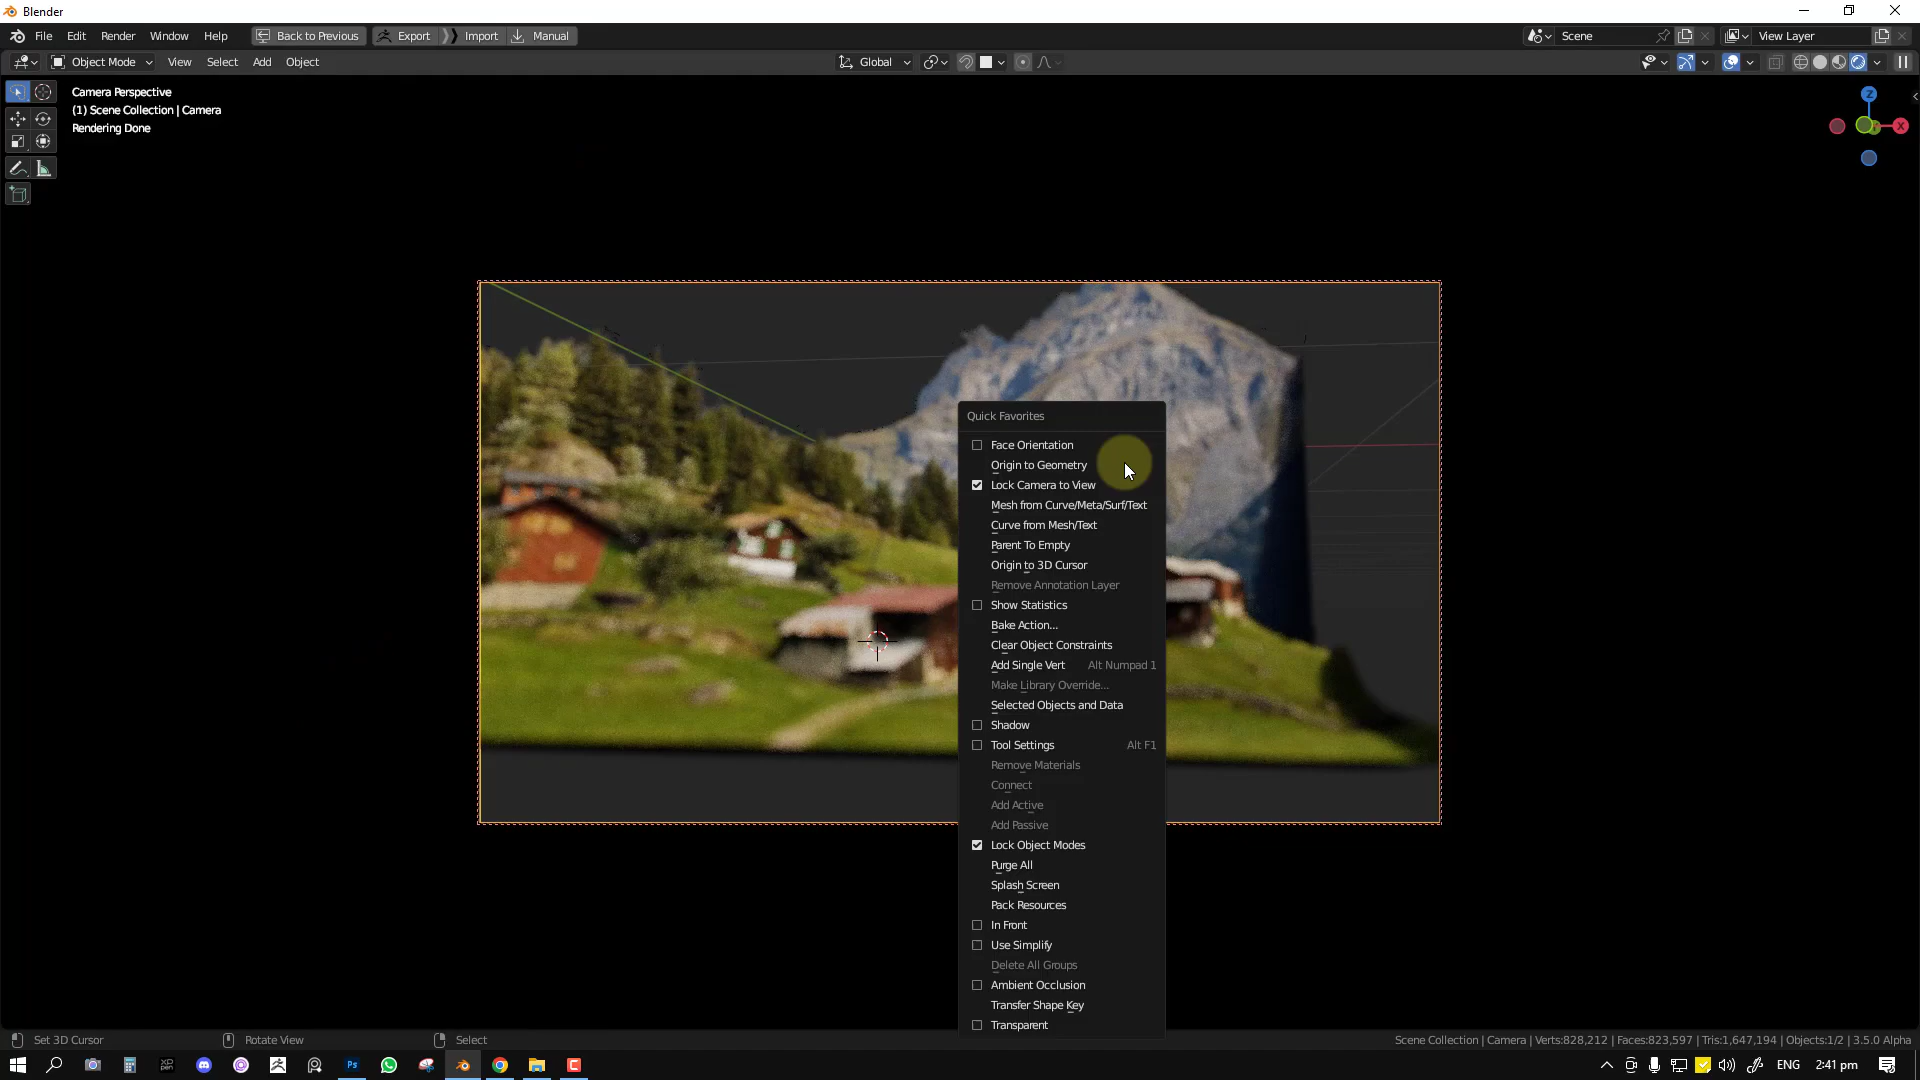 Blender
File Edit Render Window Help Back to Previous Export Import Manual Scene View Layer
Object Mode View Select Add Object Global
Camera Perspective
(1) Scene Collection | Camera
Rendering Done
Z
X
Quick Favorites
Face Orientation
Origin to Geometry
Lock Camera to View
Mesh from Curve/Meta/Surf/Text
Curve from Mesh/Text
Parent To Empty
Origin to 3D Cursor
Remove Annotation Layer
Show Statistics
Bake Action...
Clear Object Constraints
Add Single Vert Alt Numpad 1
Make Library Override...
Selected Objects and Data
Shadow
Tool Settings Alt F1
Remove Materials
Connect
Add Active
Add Passive
Lock Object Modes
Purge All
Splash Screen
Pack Resources
In Front
Use Simplify
Delete All Groups
Ambient Occlusion
Transfer Shape Key
Transparent
Set 3D Cursor Rotate View Select Scene Collection | Camera | Verts:828,212 | Faces:823,597 | Tris:1,647,194 | Objects:1/2 | 3.5.0 Alpha
XP PEN Ps ENG 2:41 pm